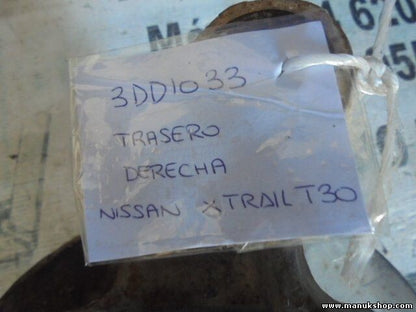 3DD1033
TRASERO
DERECHA
NISSAN XTRAIL T30
www.manukshop.com